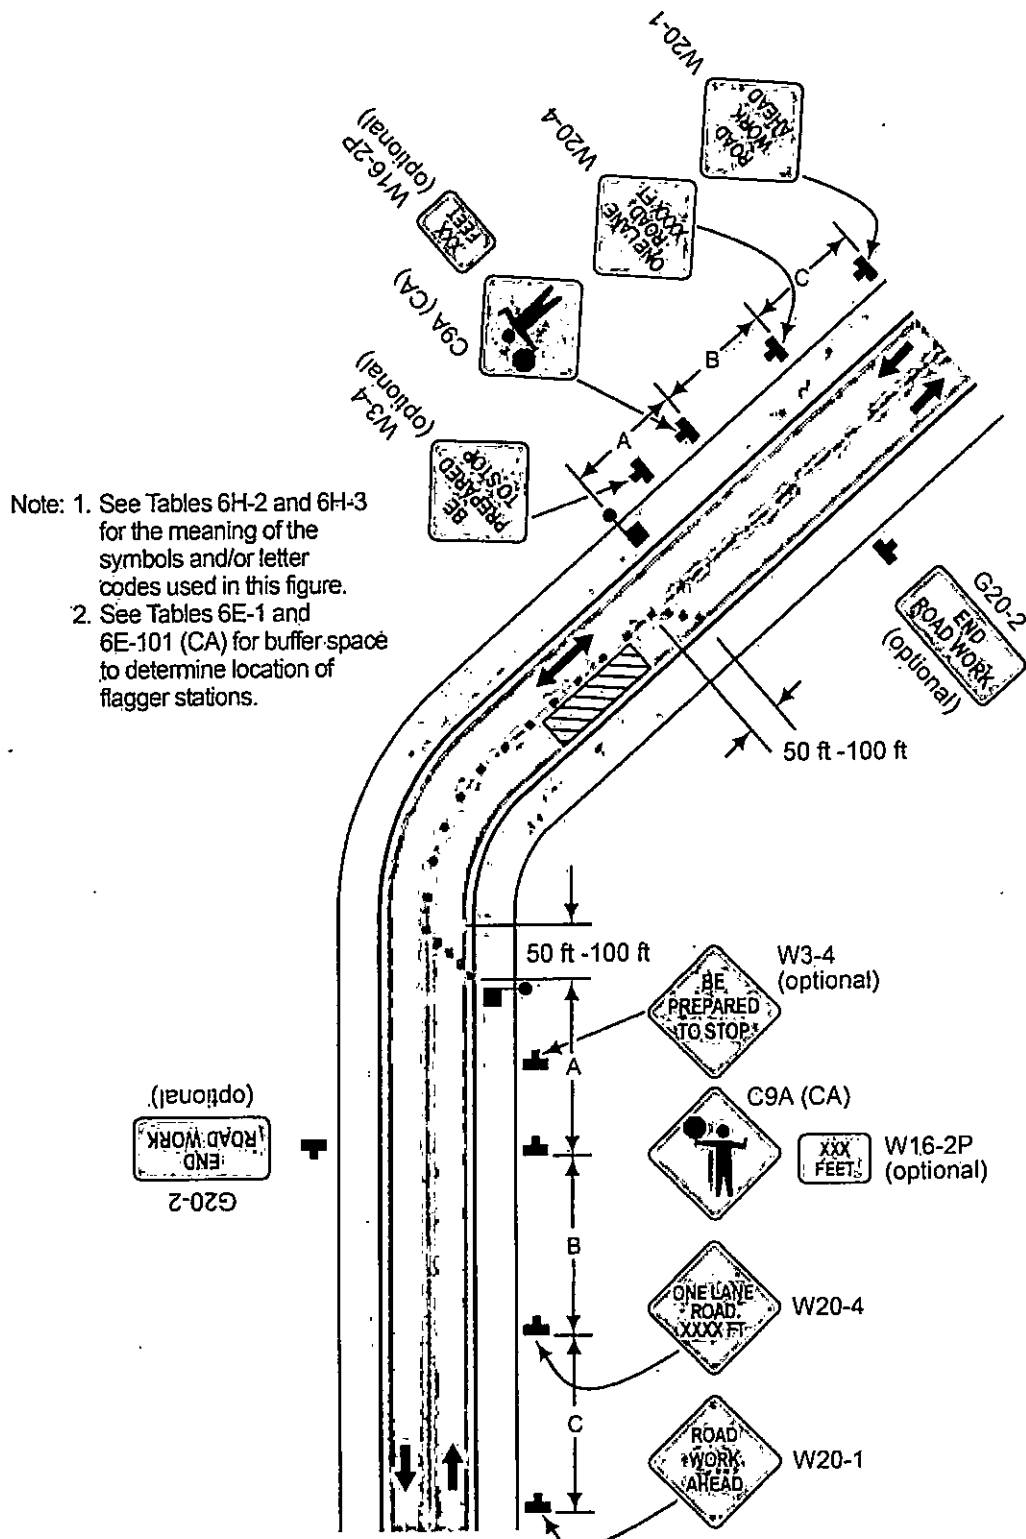 W20-1
ROAD
WORK
AHEAD
W20-4
ONE LANE
ROAD
XXXX FT
W16-2P
(optional)
XXX
FEET
C9A (CA)
W3-4
(optional)
BE
PREPARED
TO STOP
C
B
A
Note: 1. See Tables 6H-2 and 6H-3
for the meaning of the
symbols and/or letter
codes used in this figure.
2. See Tables 6E-1 and
6E-101 (CA) for buffer space
to determine location of
flagger stations.
G20-2
END
ROAD WORK
(optional)
50 ft -100 ft
50 ft -100 ft
W3-4
(optional)
BE
PREPARED
TO STOP
A
C9A (CA)
XXX
FEET
W16-2P
(optional)
G20-2
END
ROAD WORK
(optional)
B
ONE LANE
ROAD
XXXX FT
W20-4
C
ROAD
WORK
AHEAD
W20-1